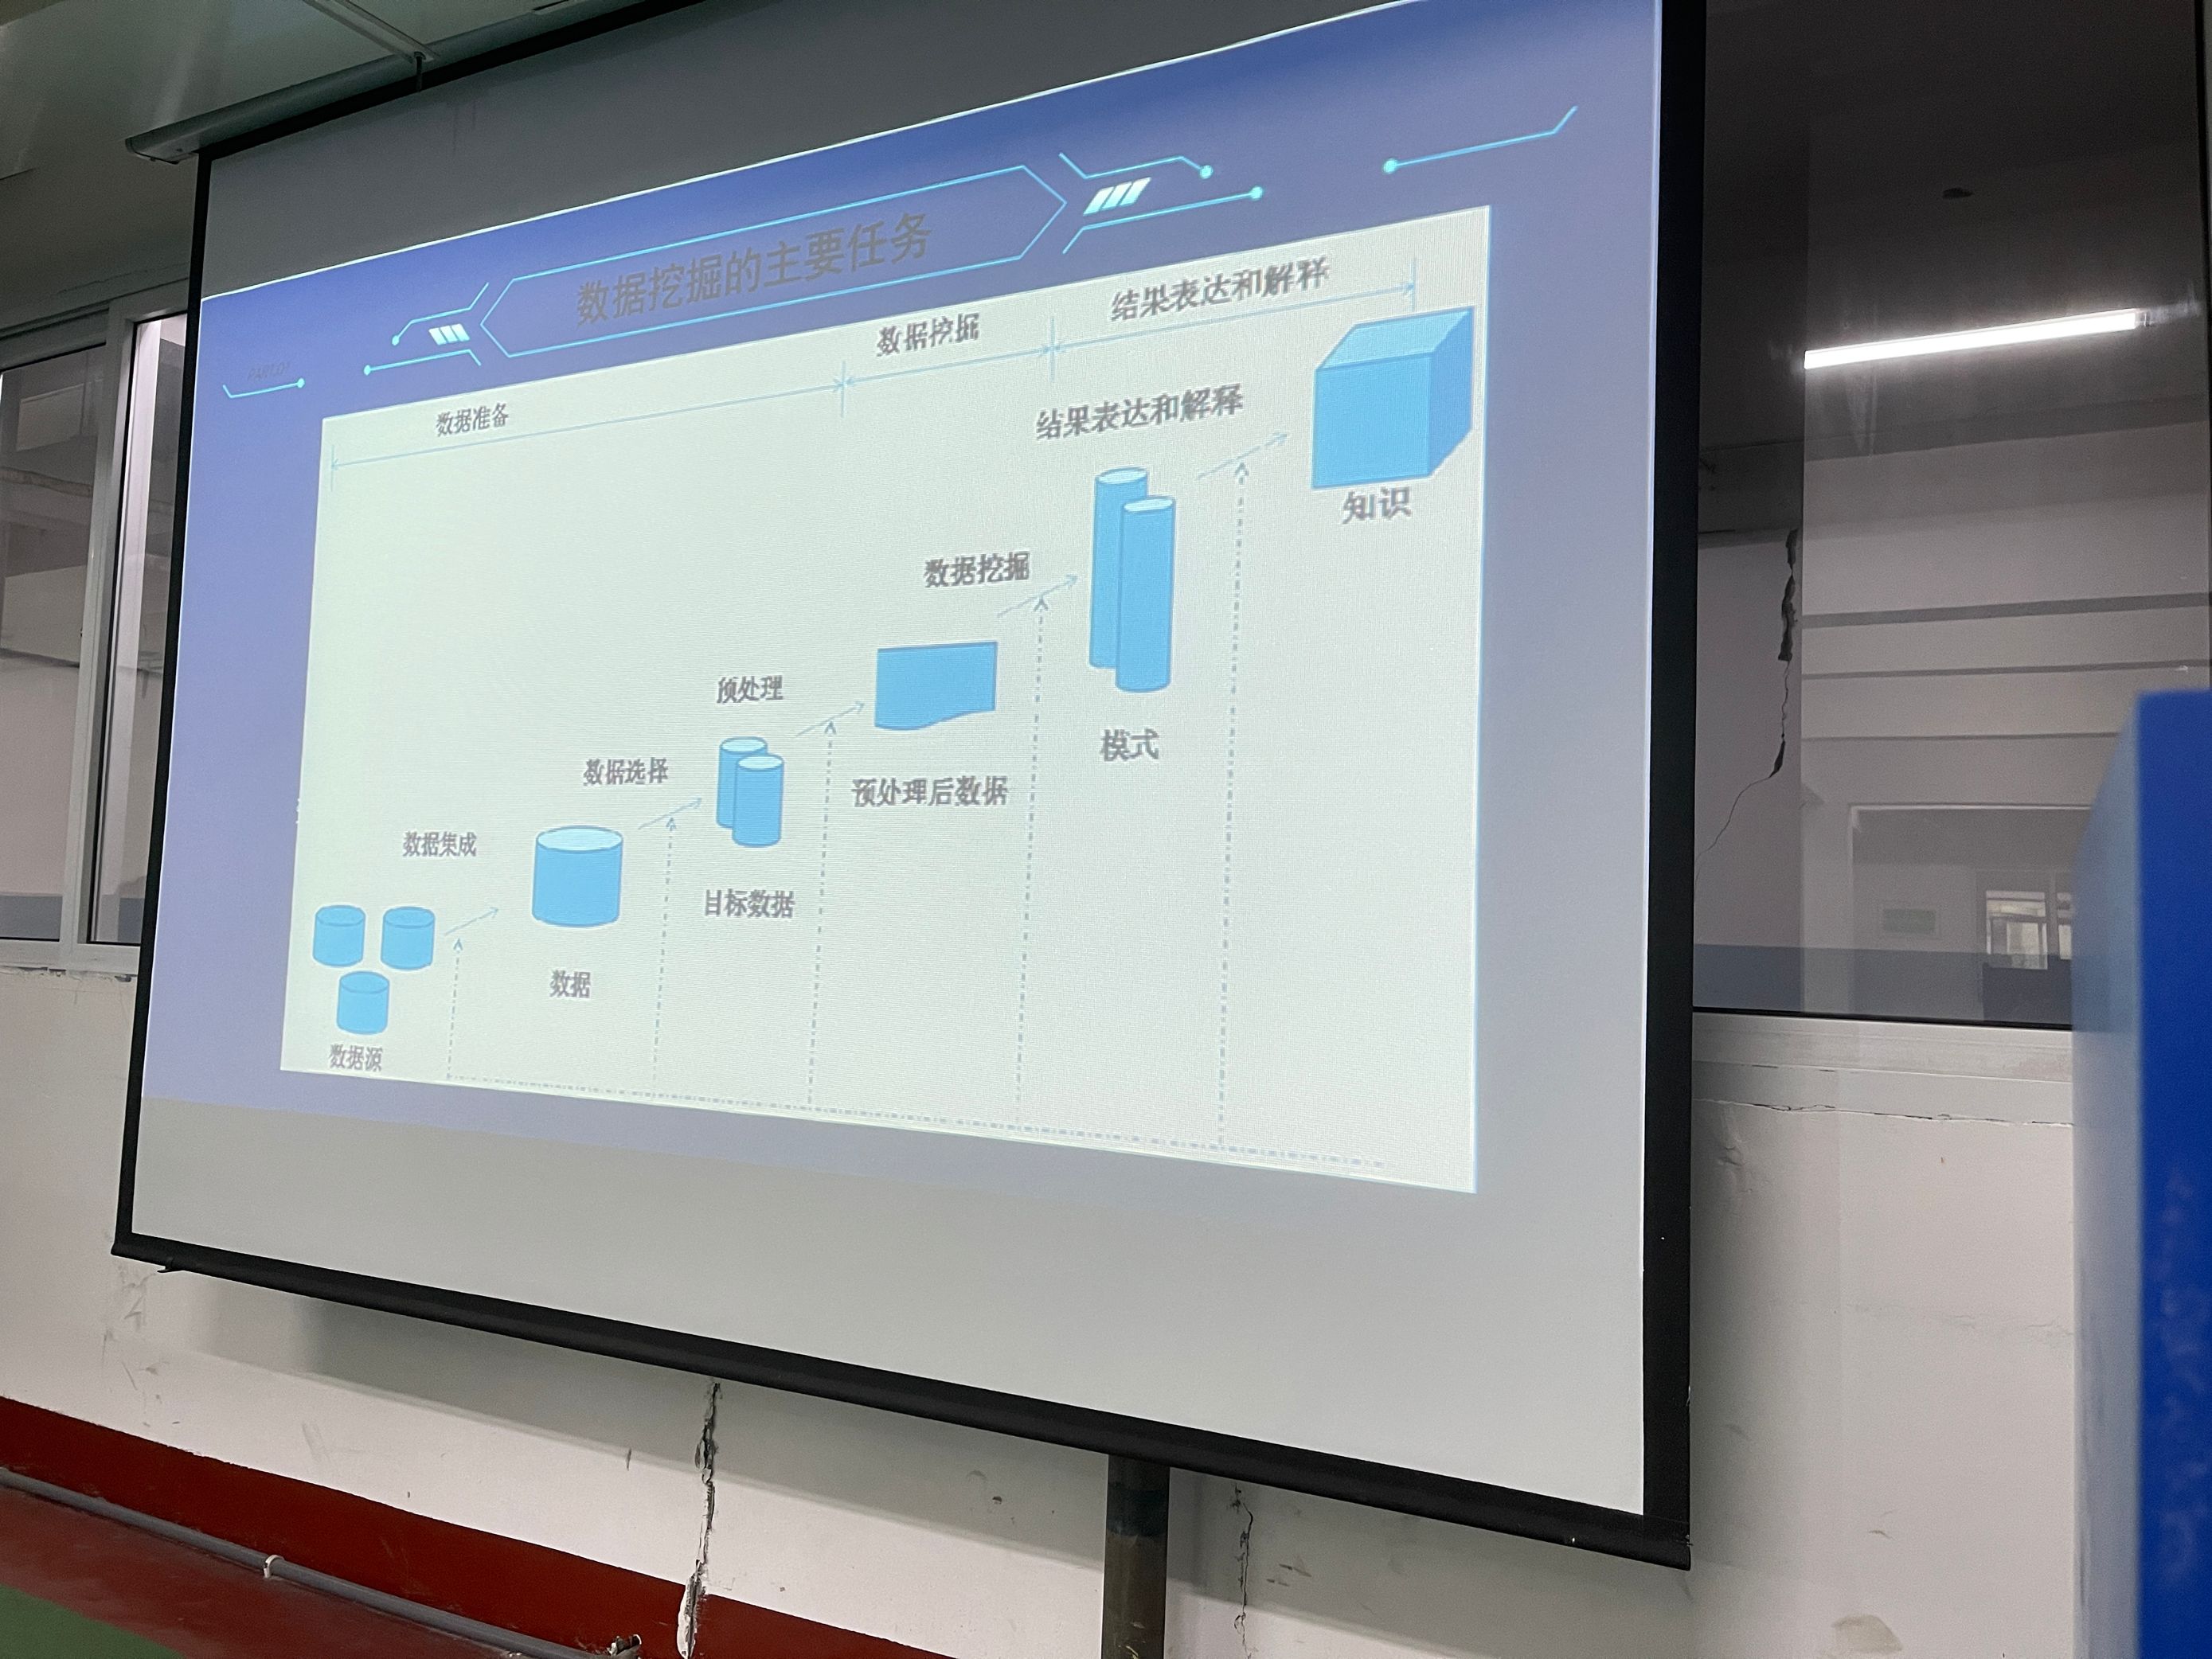 数据挖掘的主要任务
PART.01
数据准备
数据挖掘
结果表达和解释
结果表达和解释
知识
数据挖掘
模式
预处理
预处理后数据
数据选择
目标数据
数据集成
数据
数据源